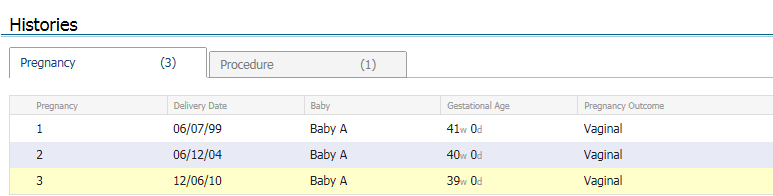 Histories
Pregnancy (3) Procedure (1)
Pregnancy Delivery Date Baby Gestational Age Pregnancy Outcome
1 06/07/99 Baby A 41w 0d Vaginal
2 06/12/04 Baby A 40w 0d Vaginal
3 12/06/10 Baby A 39w 0d Vaginal